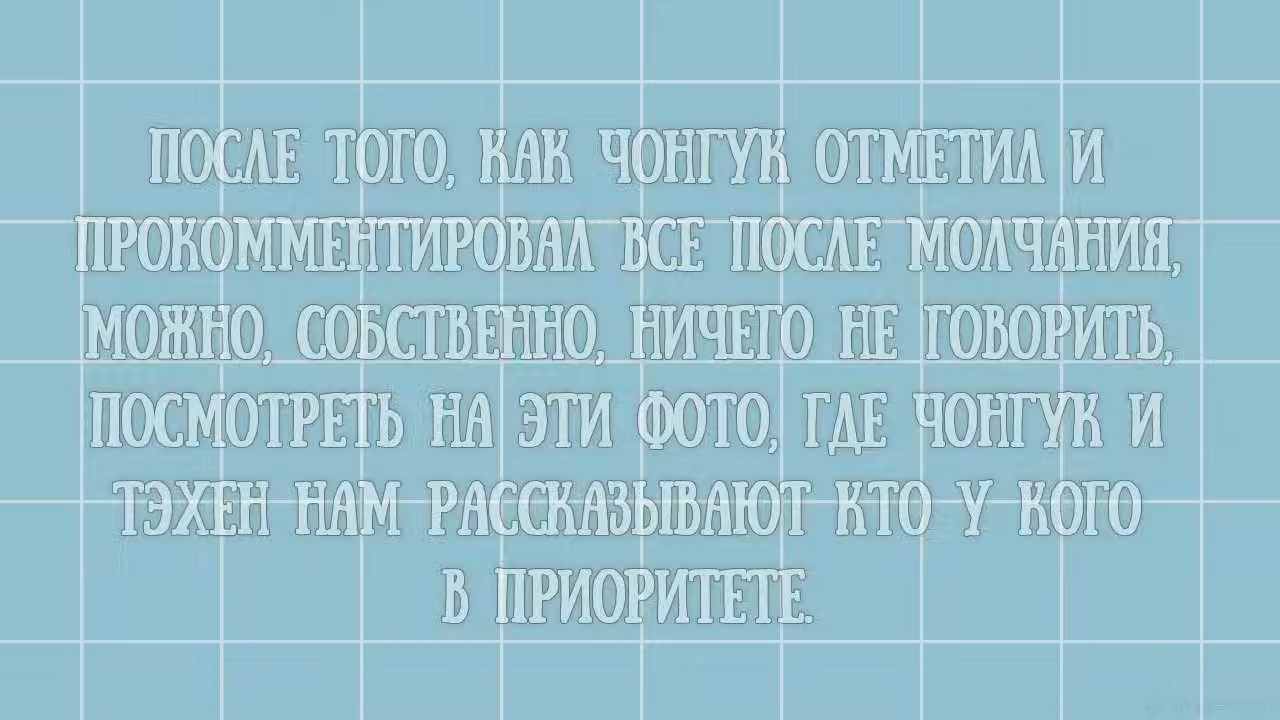 ПОСЛЕ ТОГО, КАК ЧОНГУК ОТМЕТИЛ И
ПРОКОММЕНТИРОВАЛ ВСЕ ПОСЛЕ МОЛЧАНИЯ,
МОЖНО, СОБСТВЕННО, НИЧЕГО НЕ ГОВОРИТЬ,
ПОСМОТРЕТЬ НА ЭТИ ФОТО, ГДЕ ЧОНГУК И
ТЭХЕН НАМ РАССКАЗЫВАЮТ КТО У КОГО
В ПРИОРИТЕТЕ.